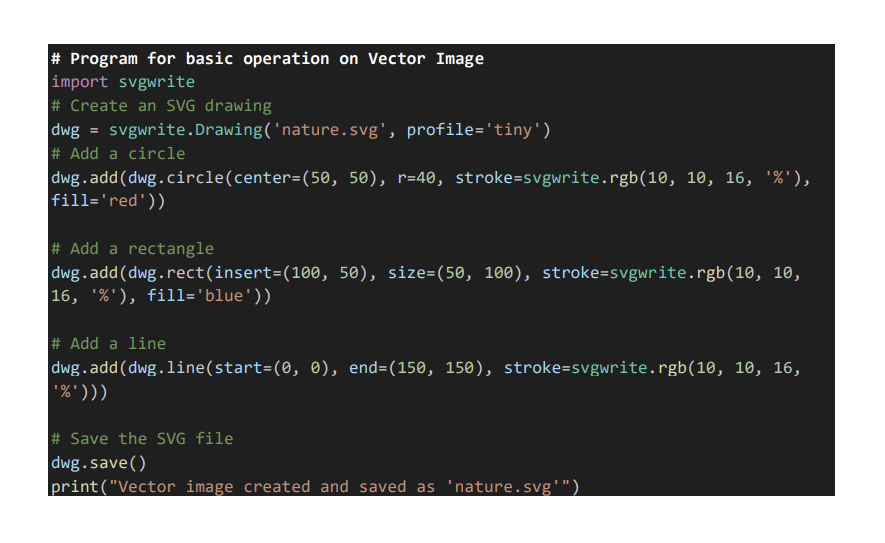 # Program for basic operation on Vector Image
import svgwrite
# Create an SVG drawing
dwg = svgwrite.Drawing('nature.svg', profile='tiny')
# Add a circle
dwg.add(dwg.circle(center=(50, 50), r=40, stroke=svgwrite.rgb(10, 10, 16, '%'),
fill='red'))
# Add a rectangle
dwg.add(dwg.rect(insert=(100, 50), size=(50, 100), stroke=svgwrite.rgb(10, 10,
16, '%'), fill='blue'))
# Add a line
dwg.add(dwg.line(start=(0, 0), end=(150, 150), stroke=svgwrite.rgb(10, 10, 16,
'%')))
# Save the SVG file
dwg.save()
print("Vector image created and saved as 'nature.svg'")